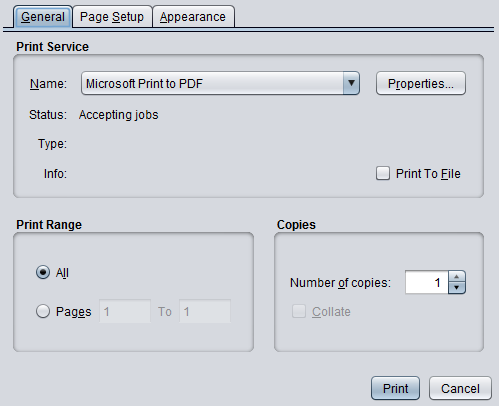 General Page Setup Appearance
Print Service
Name: Microsoft Print to PDF Properties...
Status: Accepting jobs
Type:
Info: Print To File
Print Range Copies
All
Number of copies: 1
Pages 1 To 1 Collate
Print Cancel